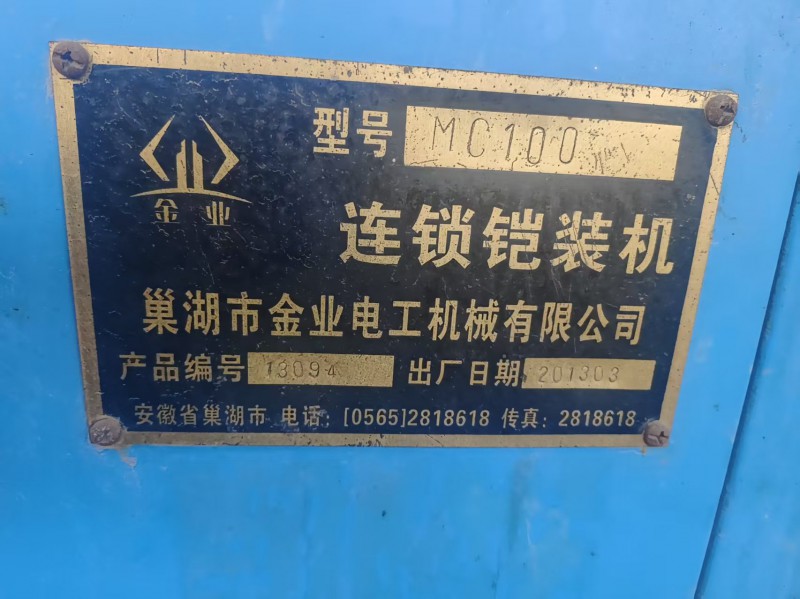 型号 MC100
金业
连锁铠装机
巢湖市金业电工机械有限公司
产品编号 13094 出厂日期 201303
安徽省巢湖市 电话:[0565]2818618 传真:2818618